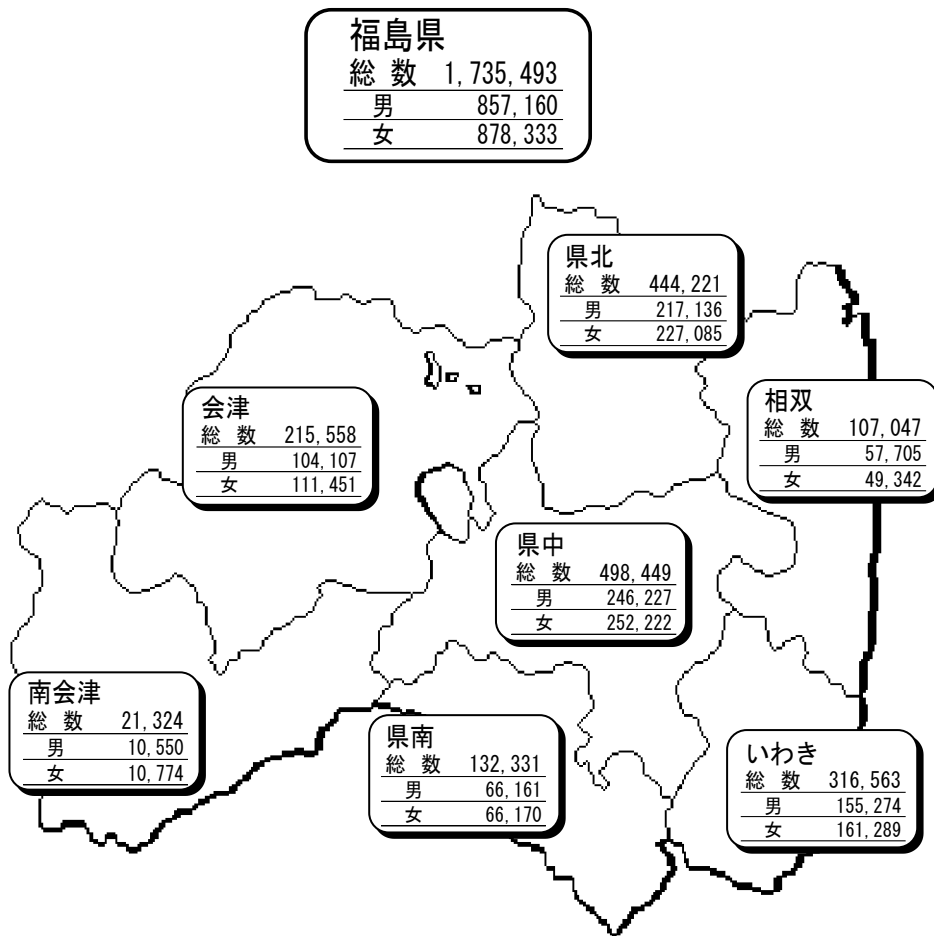 福島県
総 数 1,735,493
男 857,160
女 878,333
県北
総 数 444,221
男 217,136
女 227,085
会津
総 数 215,558
男 104,107
女 111,451
相双
総 数 107,047
男 57,705
女 49,342
県中
総 数 498,449
男 246,227
女 252,222
南会津
総 数 21,324
男 10,550
女 10,774
県南
総 数 132,331
男 66,161
女 66,170
いわき
総 数 316,563
男 155,274
女 161,289